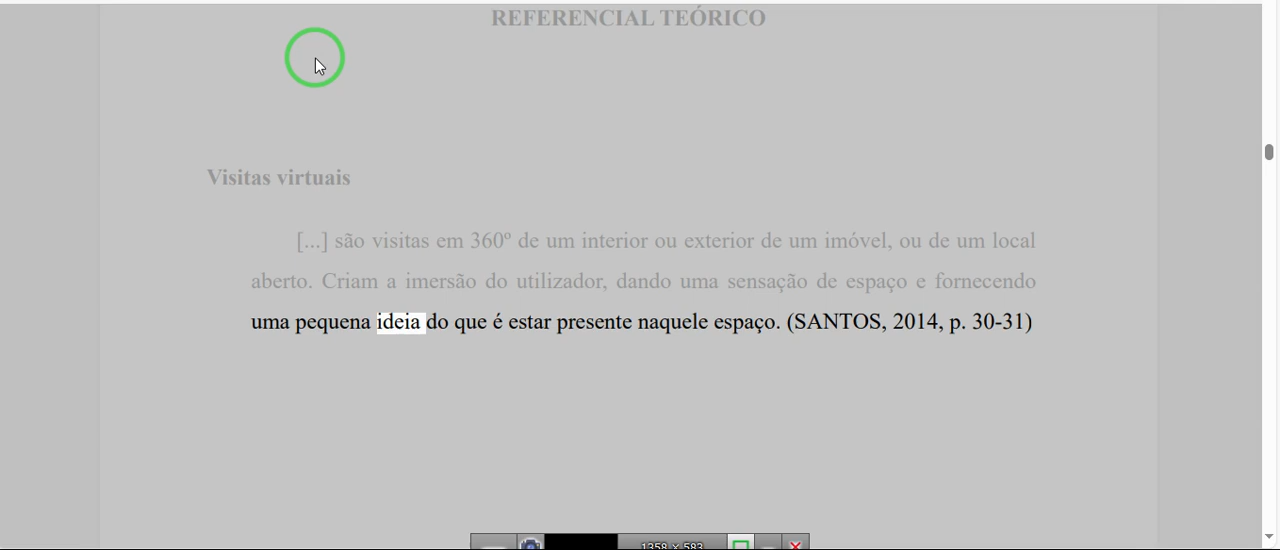 REFERENCIAL TEÓRICO
Visitas virtuais
[...] são visitas em 360º de um interior ou exterior de um imóvel, ou de um local
aberto. Criam a imersão do utilizador, dando uma sensação de espaço e fornecendo
uma pequena ideia do que é estar presente naquele espaço. (SANTOS, 2014, p. 30-31)
1358 × 583